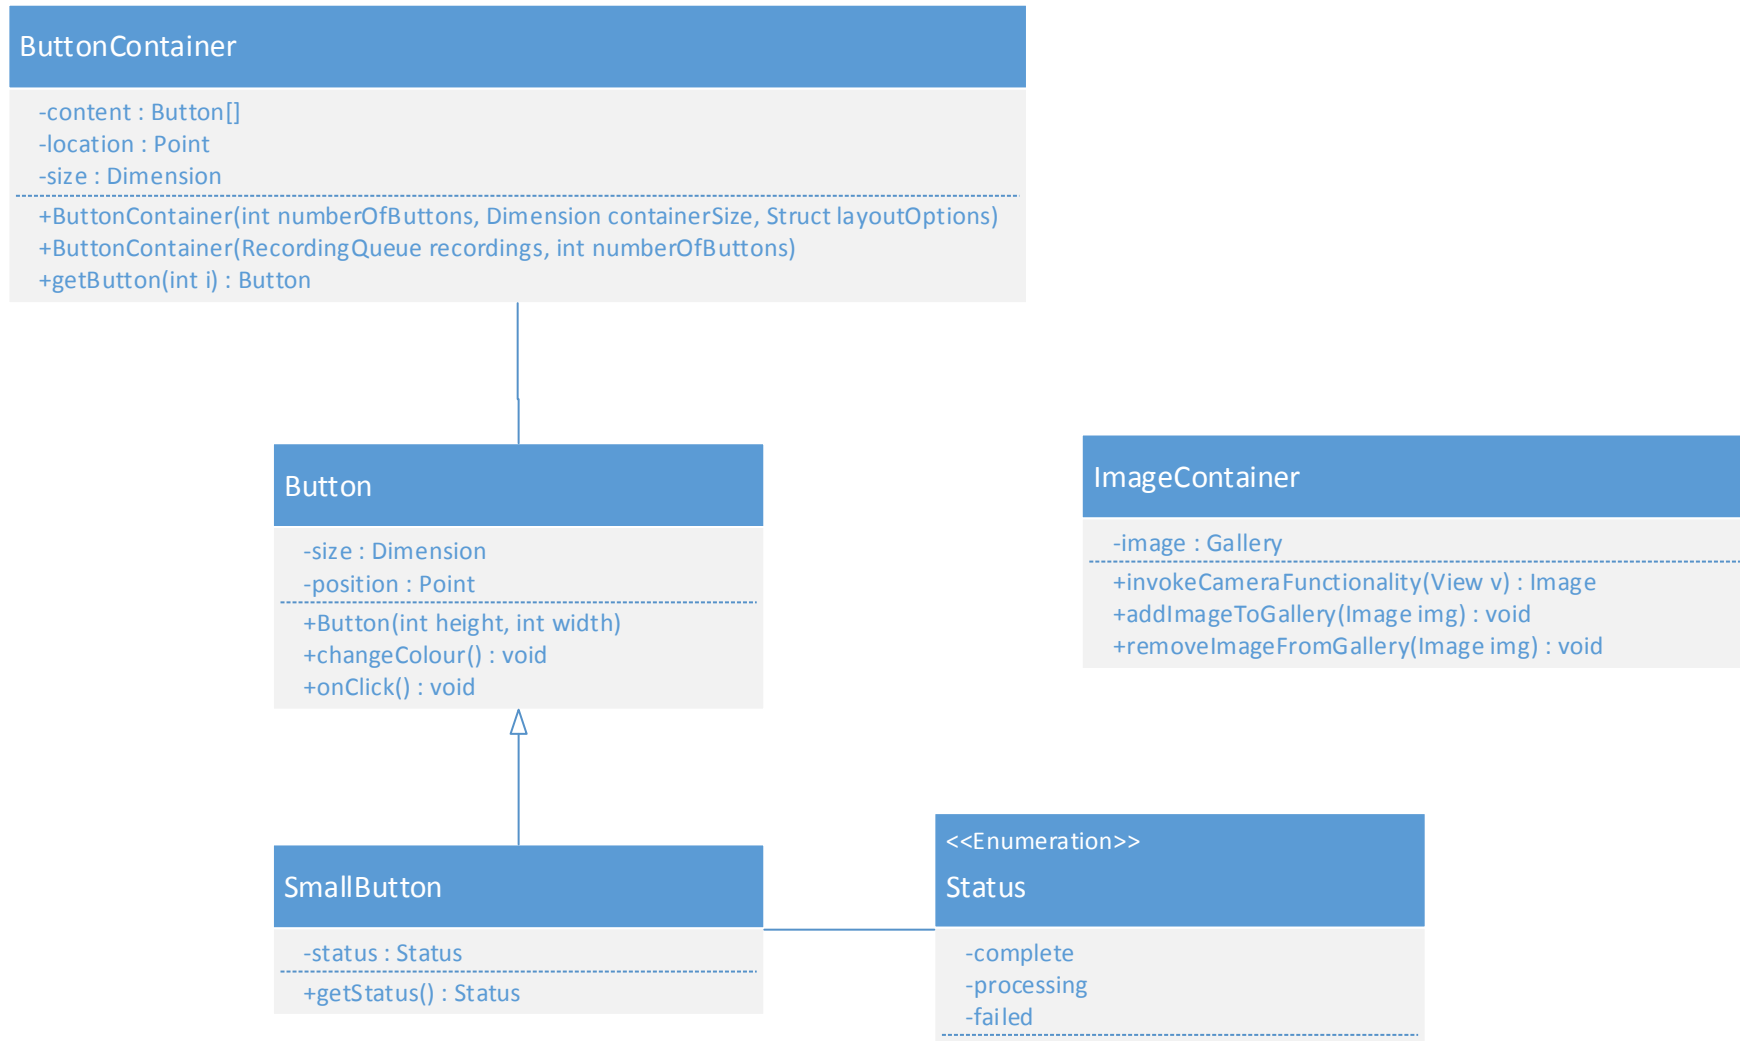 ButtonContainer
-content : Button[]
-location : Point
-size : Dimension
+ButtonContainer(int numberOfButtons, Dimension containerSize, Struct layoutOptions)
+ButtonContainer(RecordingQueue recordings, int numberOfButtons)
+getButton(int i) : Button
Button
-size : Dimension
-position : Point
+Button(int height, int width)
+changeColour() : void
+onClick() : void
ImageContainer
-image : Gallery
+invokeCameraFunctionality(View v) : Image
+addImageToGallery(Image img) : void
+removeImageFromGallery(Image img) : void
SmallButton
-status : Status
+getStatus() : Status
<<Enumeration>>
Status
-complete
-processing
-failed